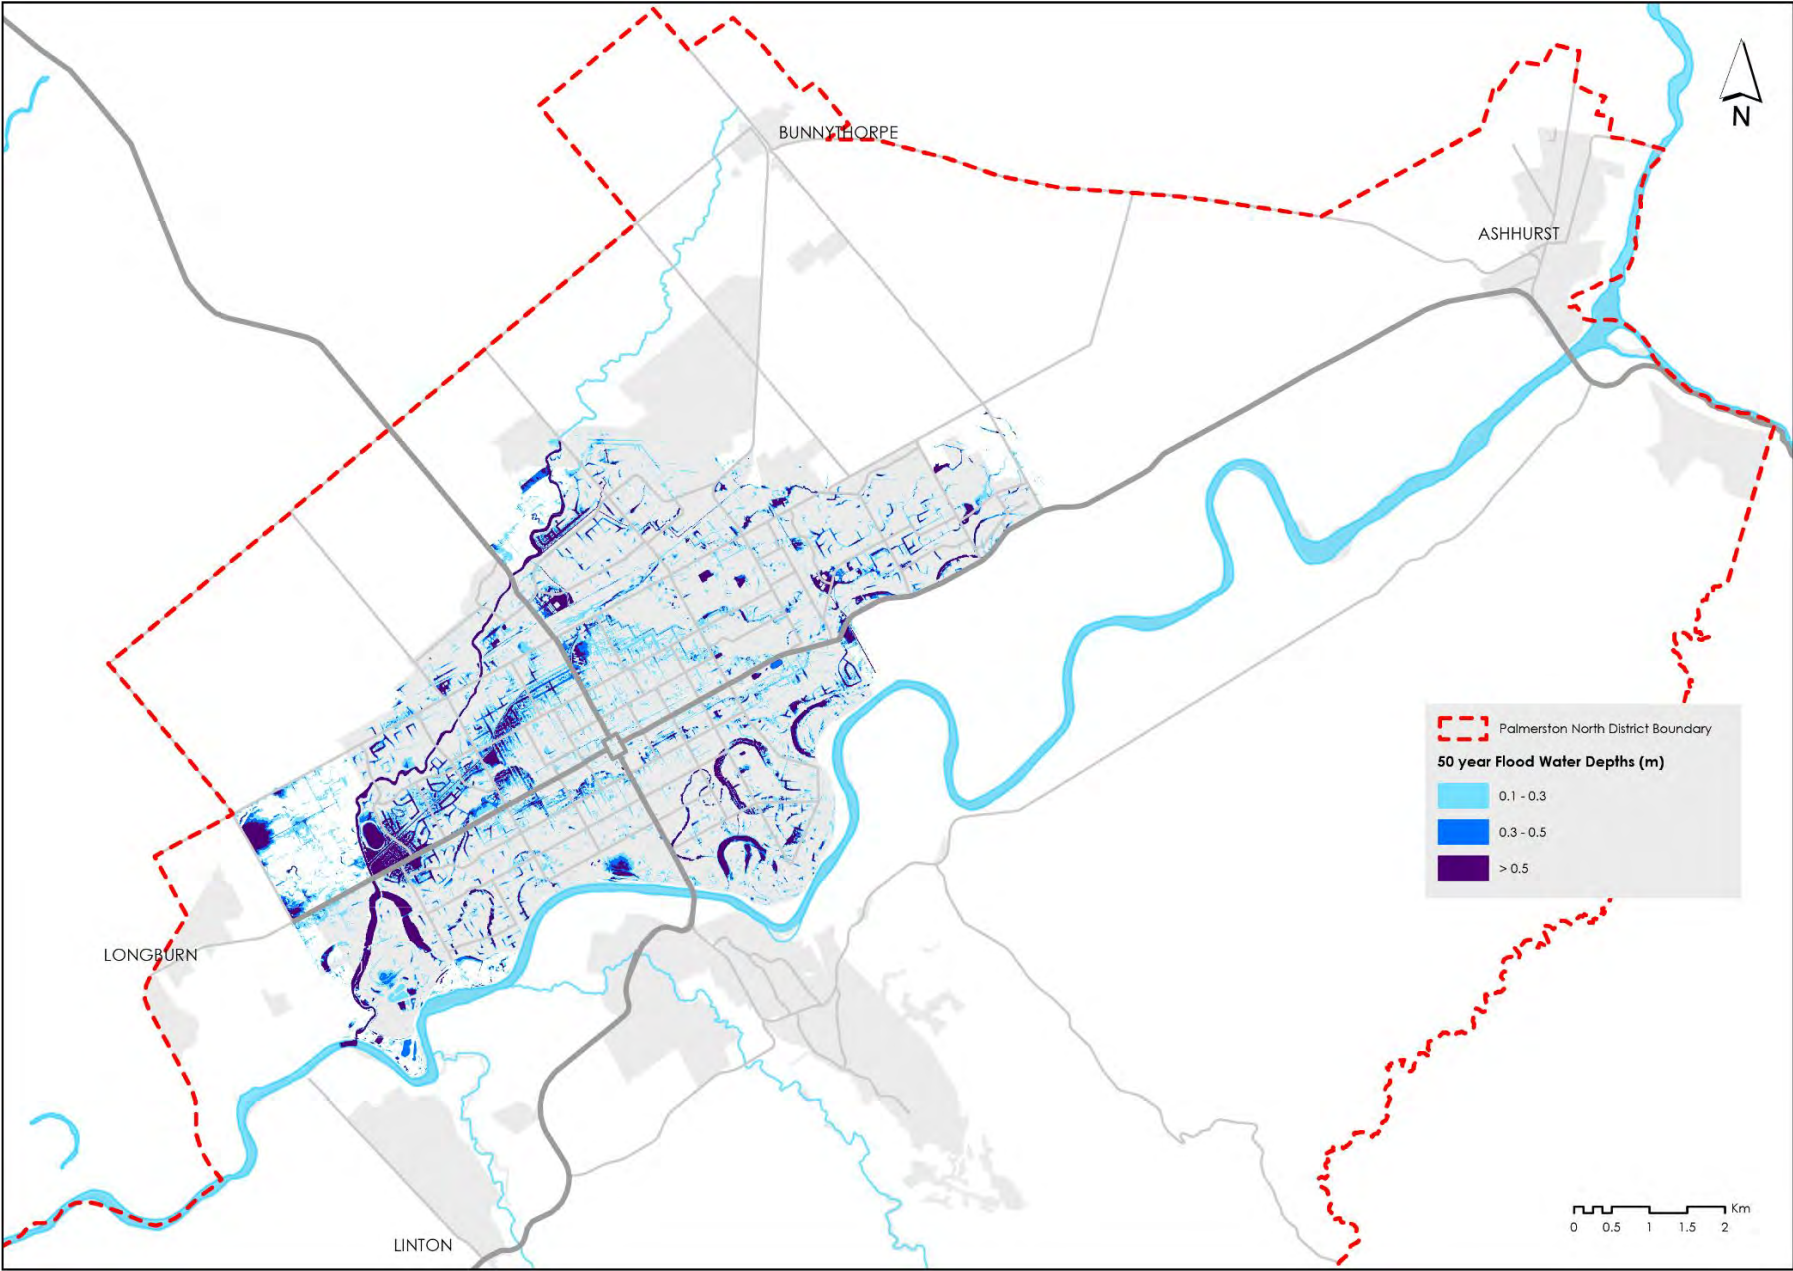 BUNNYTHORPE
N
ASHHURST
Palmerston North District Boundary
50 year Flood Water Depths (m)
0.1 - 0.3
0.3 - 0.5
> 0.5
LONGBURN
Km
0 0.5 1 1.5 2
LINTON